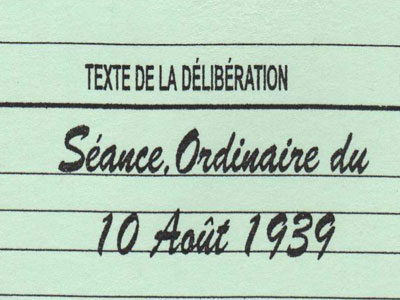 TEXTE DE LA DÉLIBÉRATION
Séance, Ordinaire du
10 Août 1939